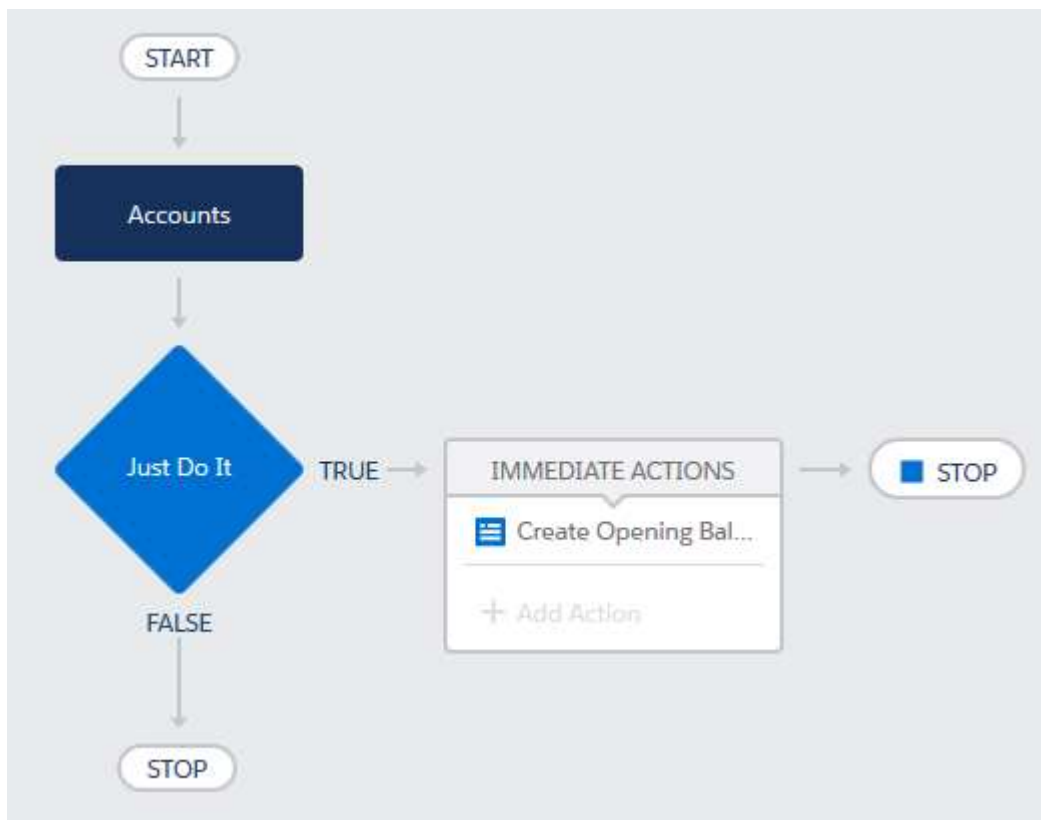 START
Accounts
Just Do It
TRUE
IMMEDIATE ACTIONS
STOP
Create Opening Bal...
+ Add Action
FALSE
STOP